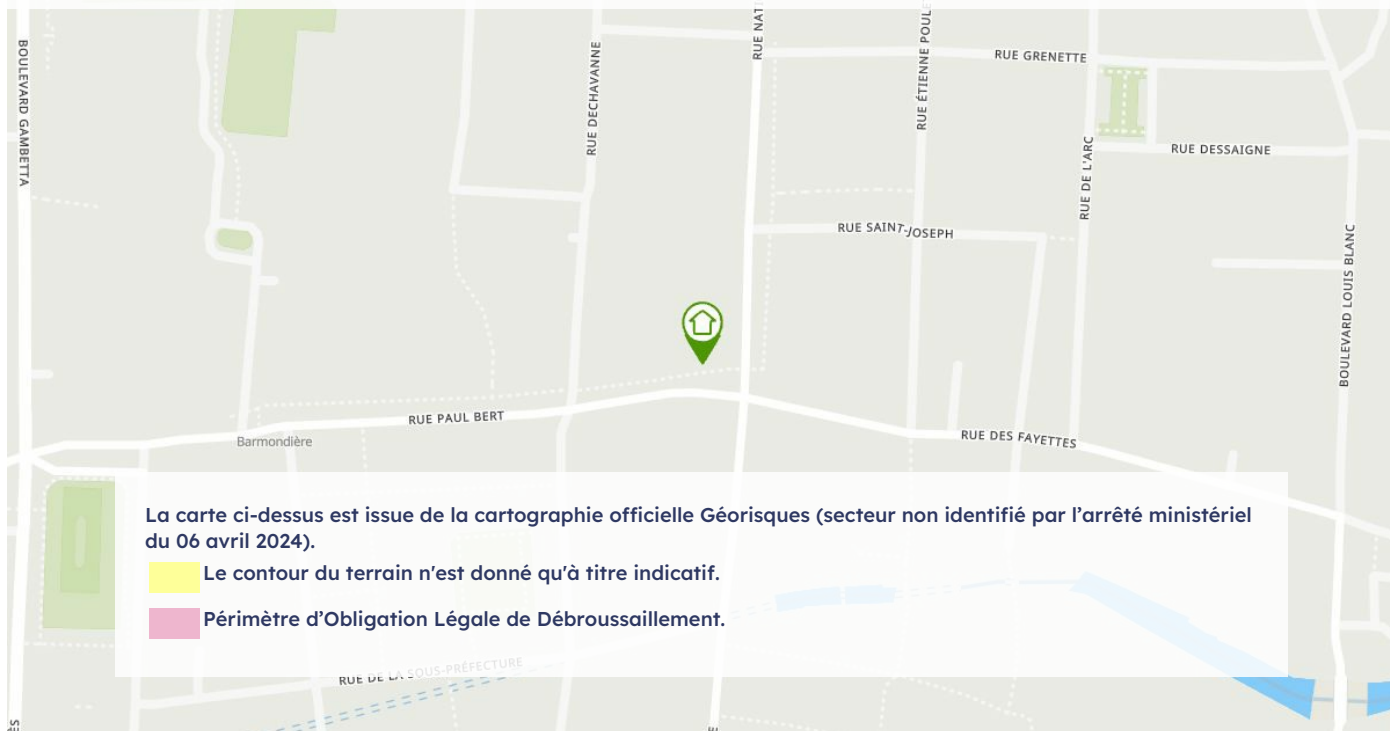 BOULEVARD GAMBETTA
RUE DECHAVANNE
RUE NAT
RUE ÉTIENNE POULE
RUE GRENETTE
RUE DE L'ARC
RUE DESSAIGNE
RUE SAINT-JOSEPH
BOULEVARD LOUIS BLANC
RUE PAUL BERT
Barmondière
RUE DES FAYETTES
La carte ci-dessus est issue de la cartographie officielle Géorisques (secteur non identifié par l’arrêté ministériel
du 06 avril 2024).
Le contour du terrain n'est donné qu'à titre indicatif.
Périmètre d’Obligation Légale de Débroussaillement.
RUE DE LA SOUS-PRÉFECTURE